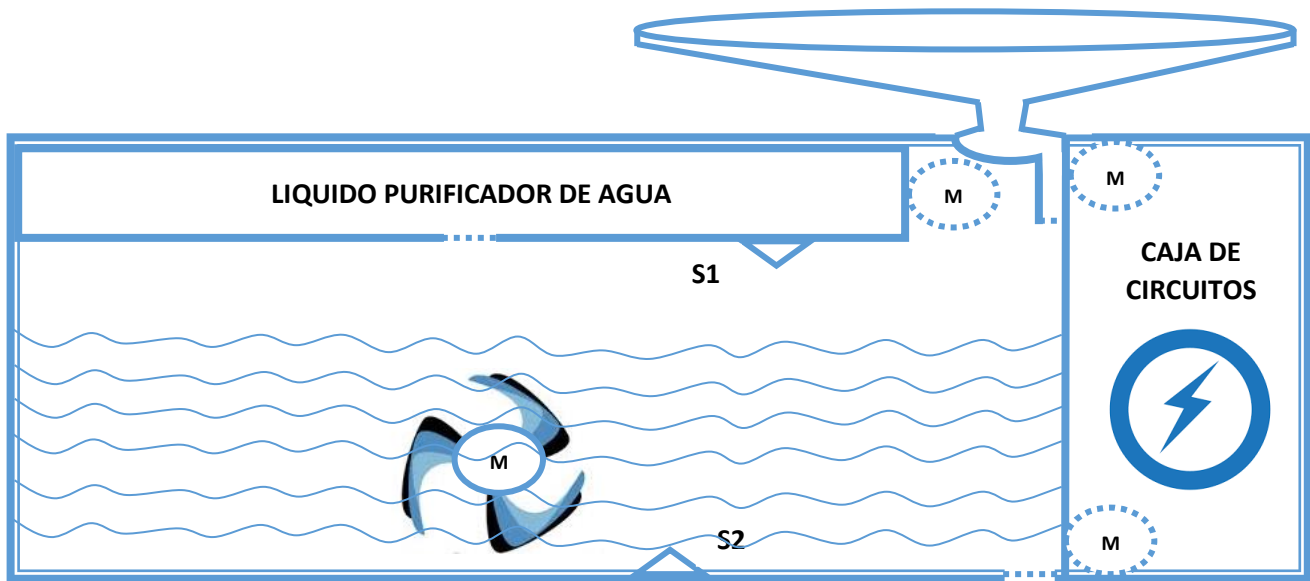 LIQUIDO PURIFICADOR DE AGUA
M
M
S1
CAJA DE
CIRCUITOS
M
S2
M